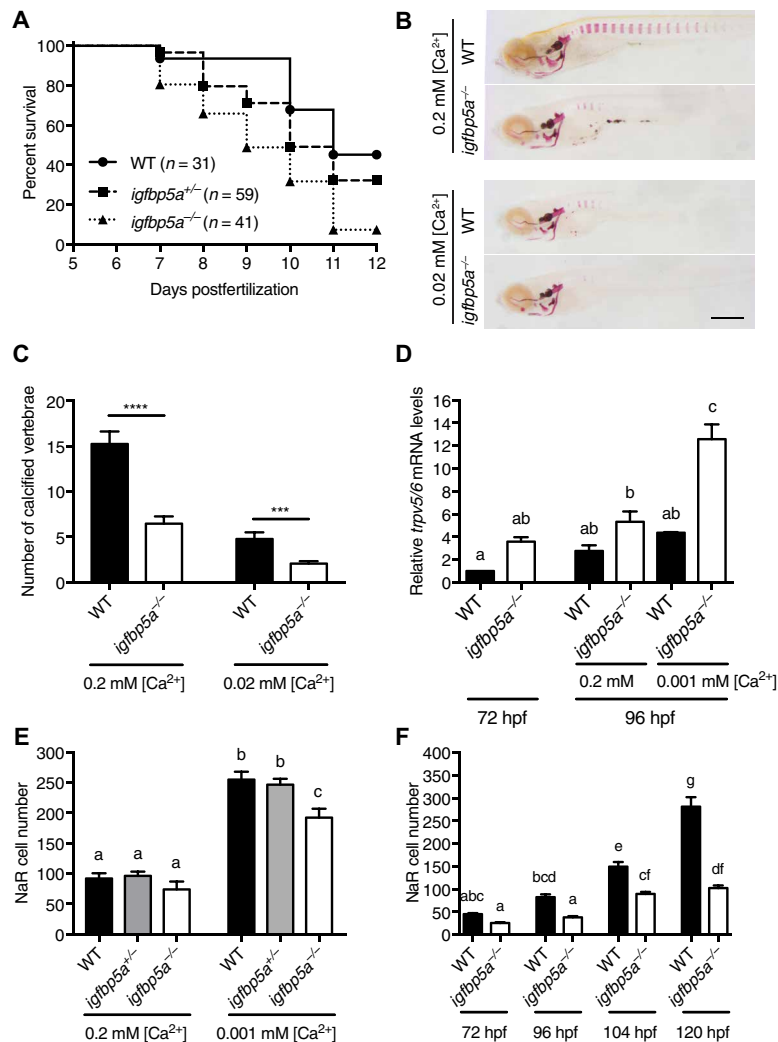 A
Percent survival
100
80
60
40
20
0
5 6 7 8 9 10 11 12
Days postfertilization
WT (n = 31)
igfbp5a+/– (n = 59)
igfbp5a–/– (n = 41)
B
0.2 mM [Ca2+]
WT
igfbp5a–/–
0.02 mM [Ca2+]
WT
igfbp5a–/–
C
Number of calcified vertebrae
20
15
10
5
0
****
***
WT
igfbp5a–/–
WT
igfbp5a–/–
0.2 mM [Ca2+]
0.02 mM [Ca2+]
D
Relative trpv5/6 mRNA levels
16
14
12
10
8
6
4
2
0
a
ab
ab
b
ab
c
WT
igfbp5a–/–
WT
igfbp5a–/–
WT
igfbp5a–/–
0.2 mM
0.001 mM [Ca2+]
72 hpf
96 hpf
E
NaR cell number
300
250
200
150
100
50
0
a
a
a
b
b
c
WT
igfbp5a+/–
igfbp5a–/–
WT
igfbp5a+/–
igfbp5a–/–
0.2 mM [Ca2+]
0.001 mM [Ca2+]
F
NaR cell number
400
350
300
250
200
150
100
50
0
abc
a
bcd
a
e
cf
g
df
WT
igfbp5a–/–
WT
igfbp5a–/–
WT
igfbp5a–/–
WT
igfbp5a–/–
72 hpf
96 hpf
104 hpf
120 hpf